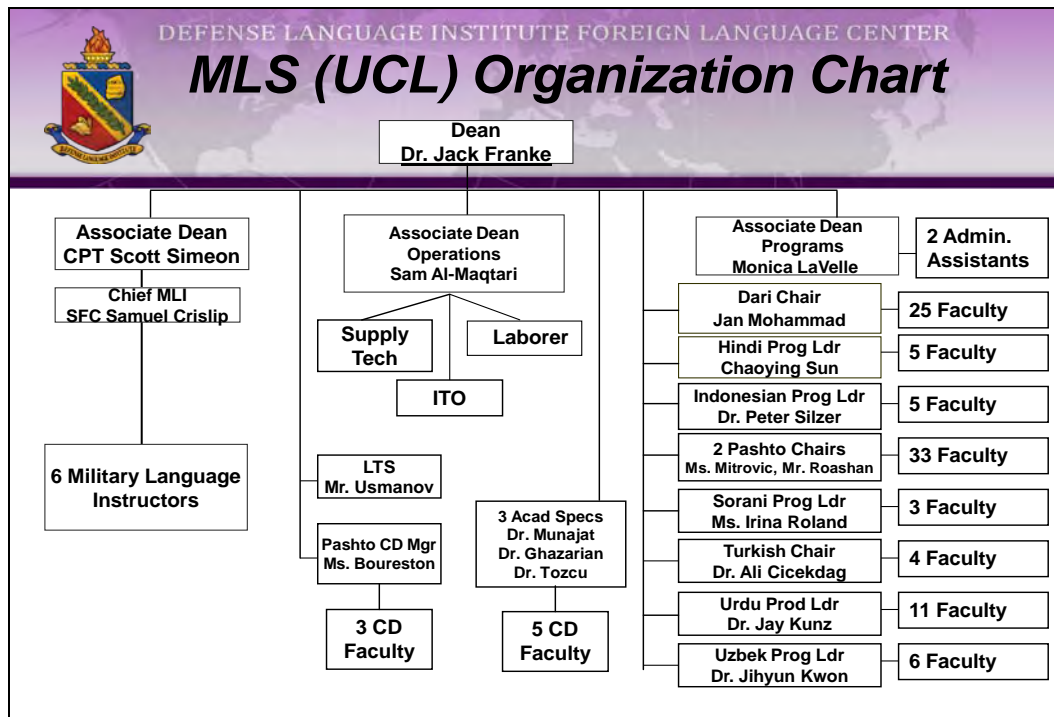 DEFENSE LANGUAGE INSTITUTE FOREIGN LANGUAGE CENTER
MLS (UCL) Organization Chart
DEFENSE LANGUAGE INSTITUTE
Dean
Dr. Jack Franke
Associate Dean
CPT Scott Simeon
Chief MLI
SFC Samuel Crislip
6 Military Language
Instructors
Associate Dean
Operations
Sam Al-Maqtari
Supply
Tech
ITO
Laborer
LTS
Mr. Usmanov
Pashto CD Mgr
Ms. Boureston
3 CD
Faculty
3 Acad Specs
Dr. Munajat
Dr. Ghazarian
Dr. Tozcu
5 CD
Faculty
Associate Dean
Programs
Monica LaVelle
2 Admin.
Assistants
Dari Chair
Jan Mohammad
25 Faculty
Hindi Prog Ldr
Chaoying Sun
5 Faculty
Indonesian Prog Ldr
Dr. Peter Silzer
5 Faculty
2 Pashto Chairs
Ms. Mitrovic, Mr. Roashan
33 Faculty
Sorani Prog Ldr
Ms. Irina Roland
3 Faculty
Turkish Chair
Dr. Ali Cicekdag
4 Faculty
Urdu Prod Ldr
Dr. Jay Kunz
11 Faculty
Uzbek Prog Ldr
Dr. Jihyun Kwon
6 Faculty